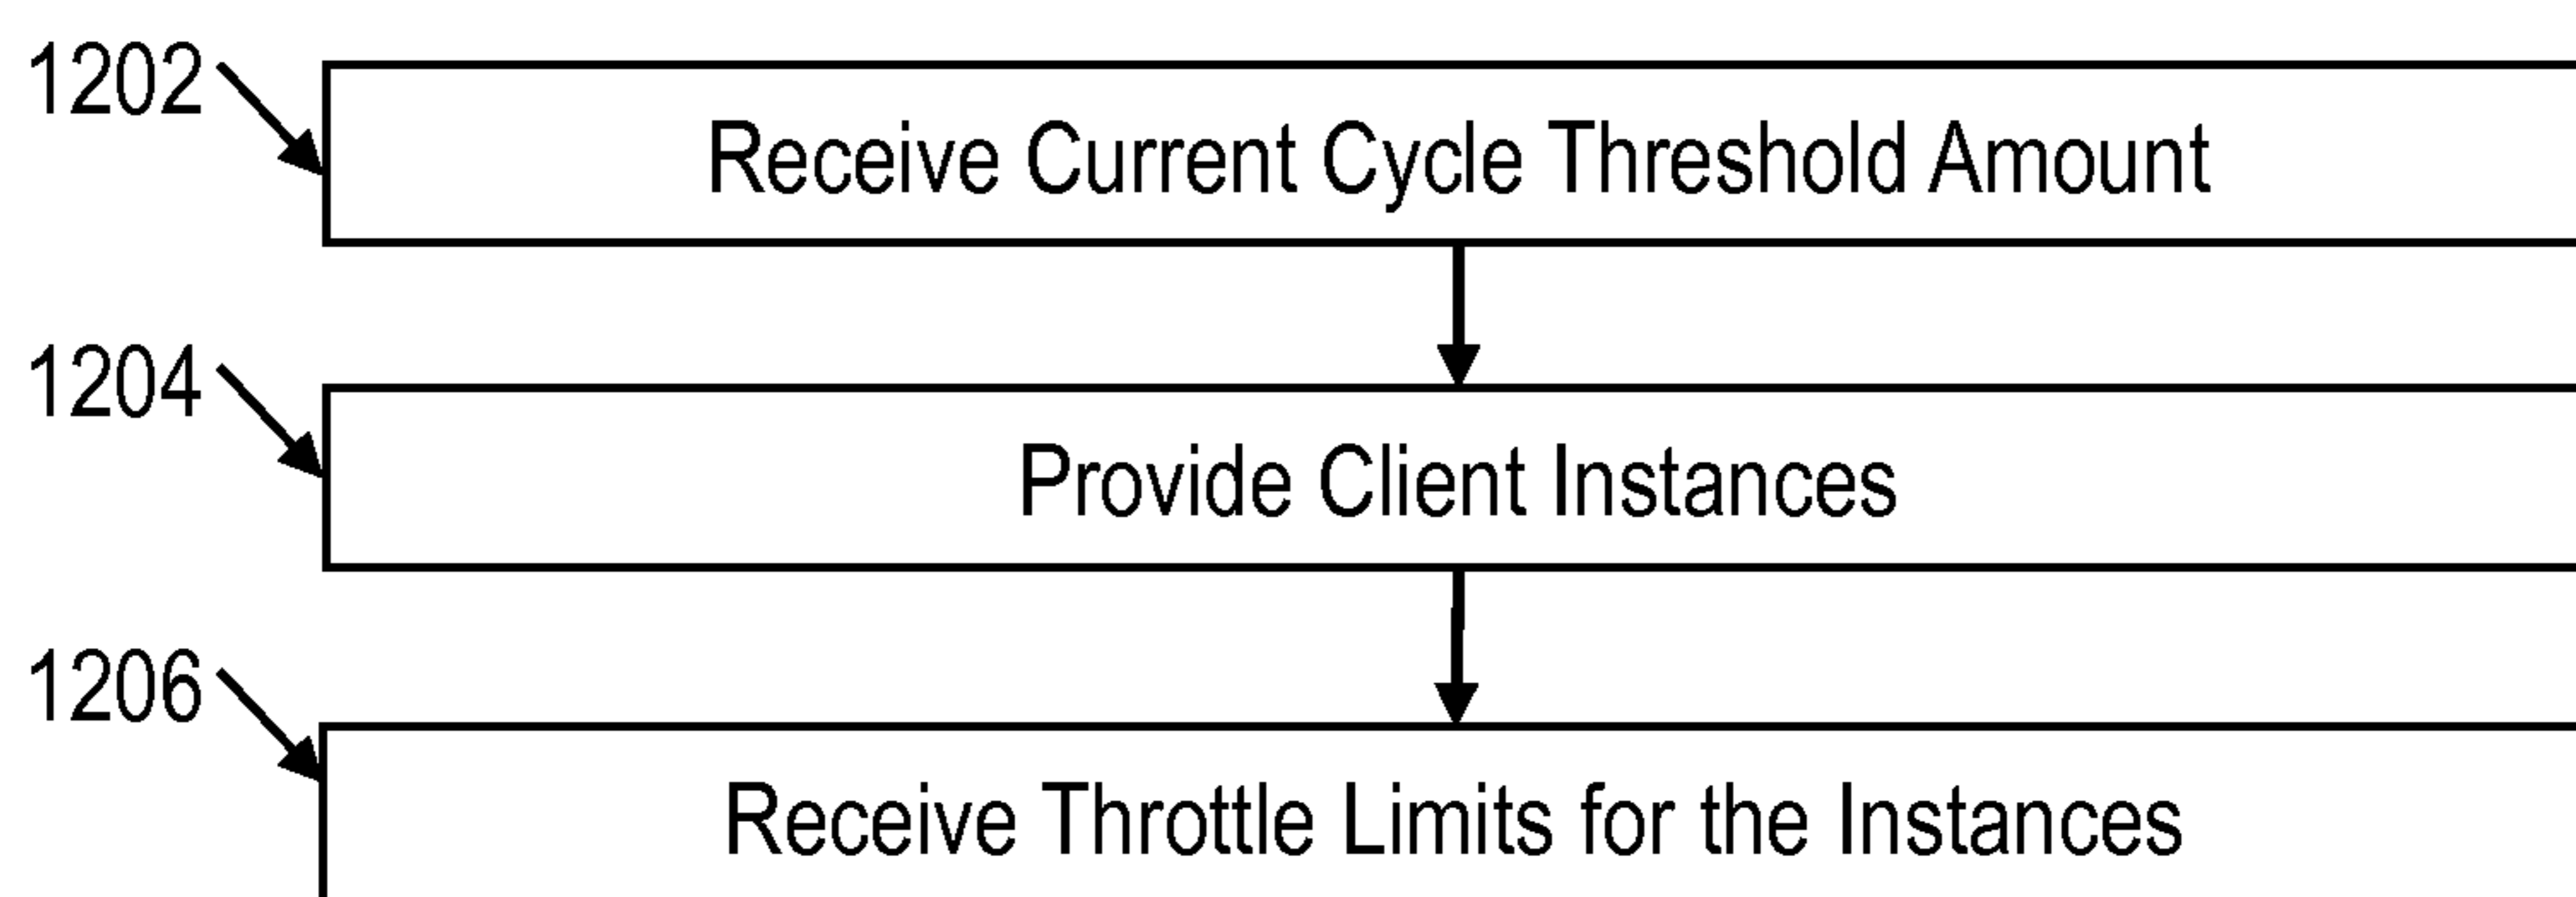 1202
Receive Current Cycle Threshold Amount
1204
Provide Client Instances
1206
Receive Throttle Limits for the Instances